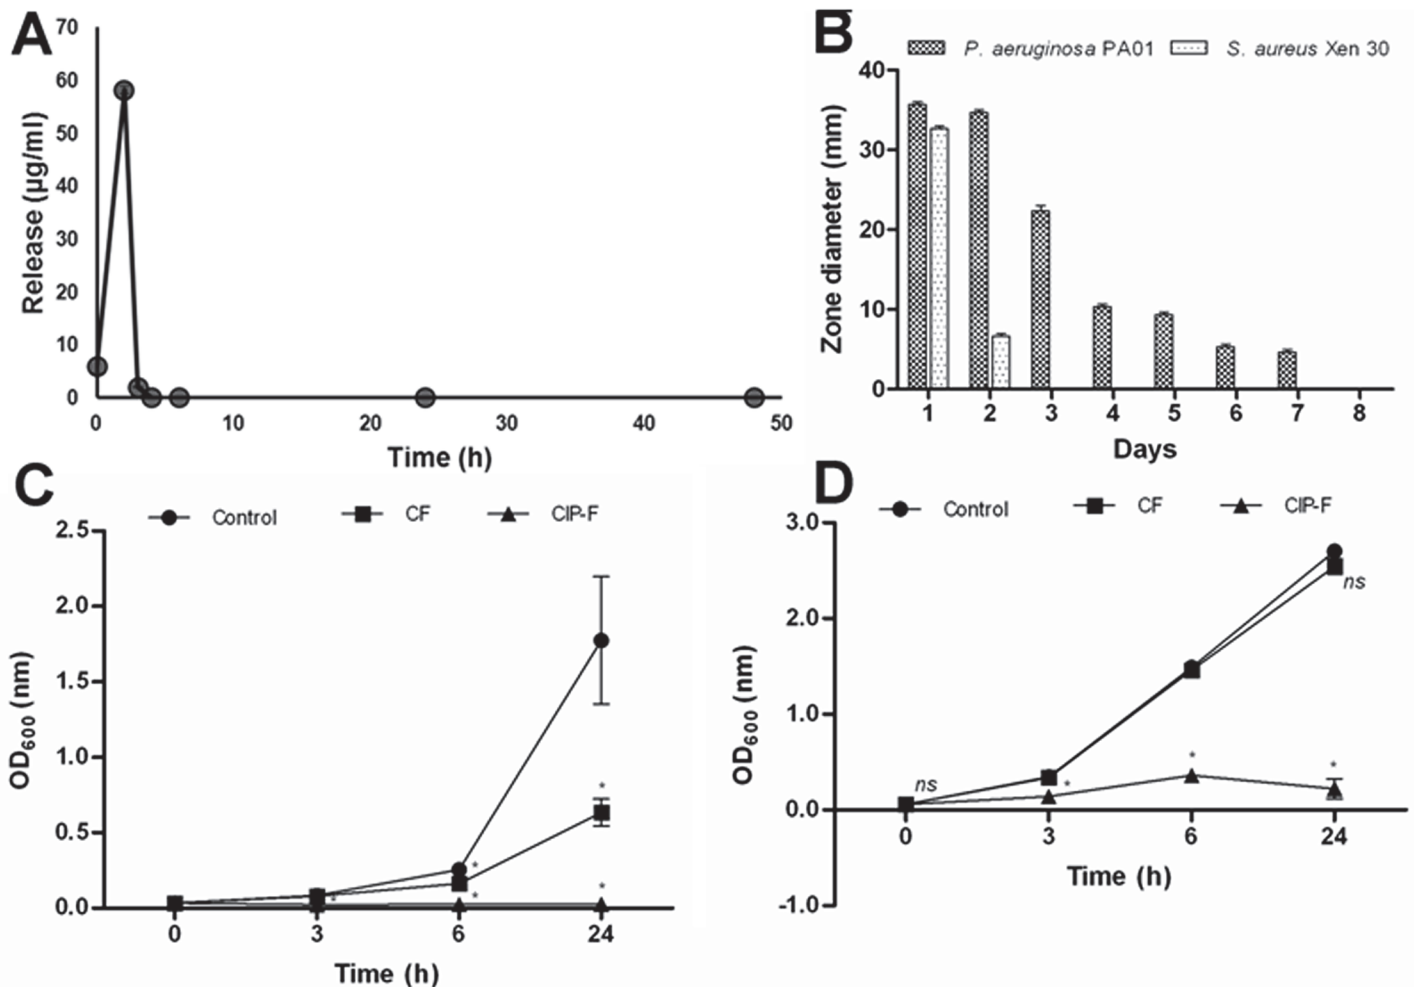 A
70
60
50
40
30
20
10
0
Release (µg/ml)
0 10 20 30 40 50
Time (h)
B
P. aeruginosa PA01 S. aureus Xen 30
40
30
20
10
0
Zone diameter (mm)
1 2 3 4 5 6 7 8
Days
C
Control CF CIP-F
2.5
2.0
1.5
1.0
0.5
0.0
OD600 (nm)
*
*
*
*
*
0 3 6 24
Time (h)
D
Control CF CIP-F
3.0
2.0
1.0
0.0
-1.0
OD600 (nm)
ns
ns
*
*
*
0 3 6 24
Time (h)